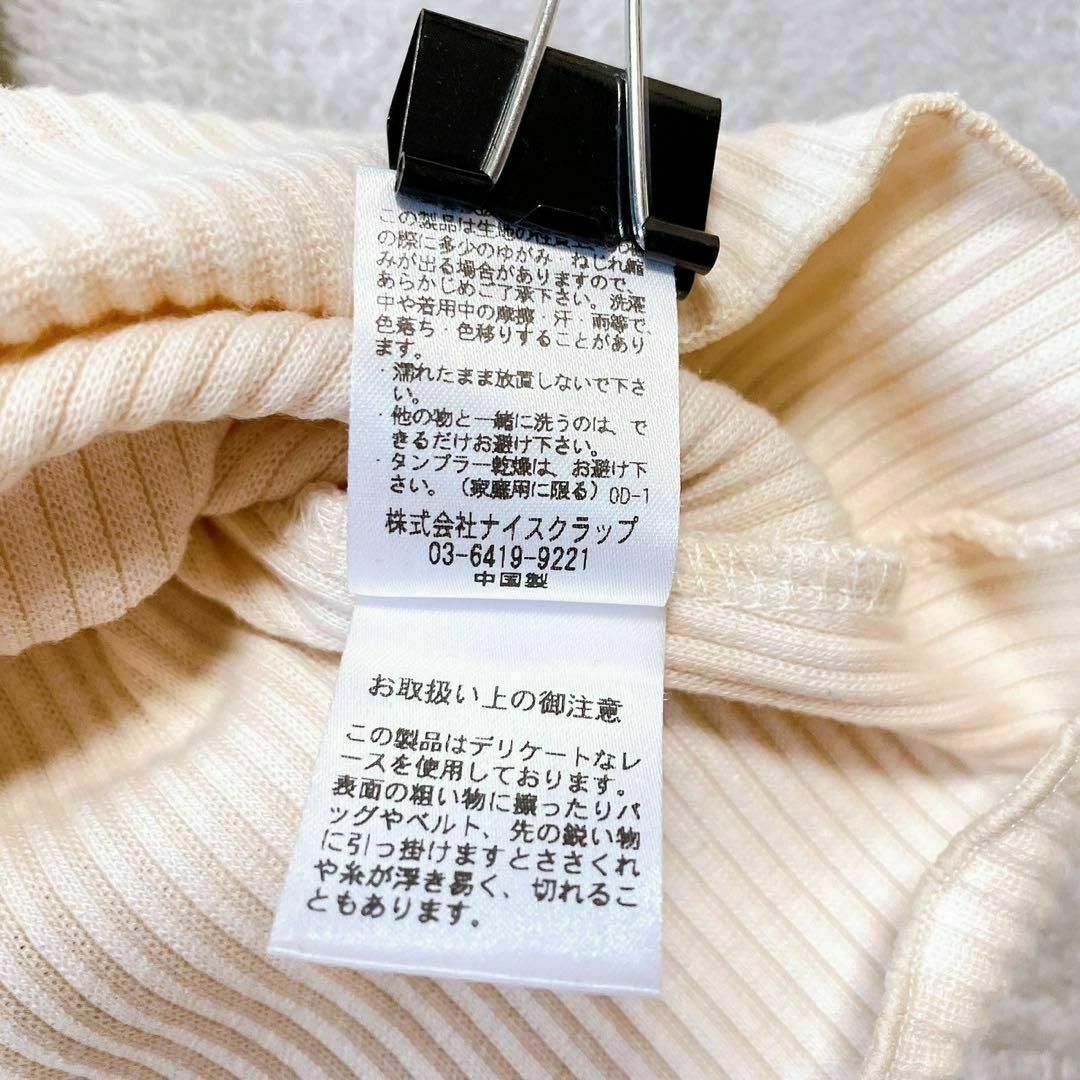 この製品は生地の
の際に多少のゆがみ ねじれ縮
みが出る場合がありますので、
あらかじめご了承下さい。洗濯
中や着用中の摩擦・汗・雨等で、
色落ち・色移りすることがあり
ます。
・濡れたまま放置しないで下さ
い。
・他の物と一緒に洗うのは、で
きるだけお避け下さい。
・タンブラー乾燥は、お避け下
さい。(家庭用に限る)OD-1
株式会社ナイスクラップ
03-6419-9221
中国製
お取扱い上の御注意
この製品はデリケートなレ
ースを使用しております。
表面の粗い物に擦ったりバ
ッグやベルト、先の鋭い物
に引っ掛けますとささくれ
や糸が浮き易く、切れるこ
ともあります。